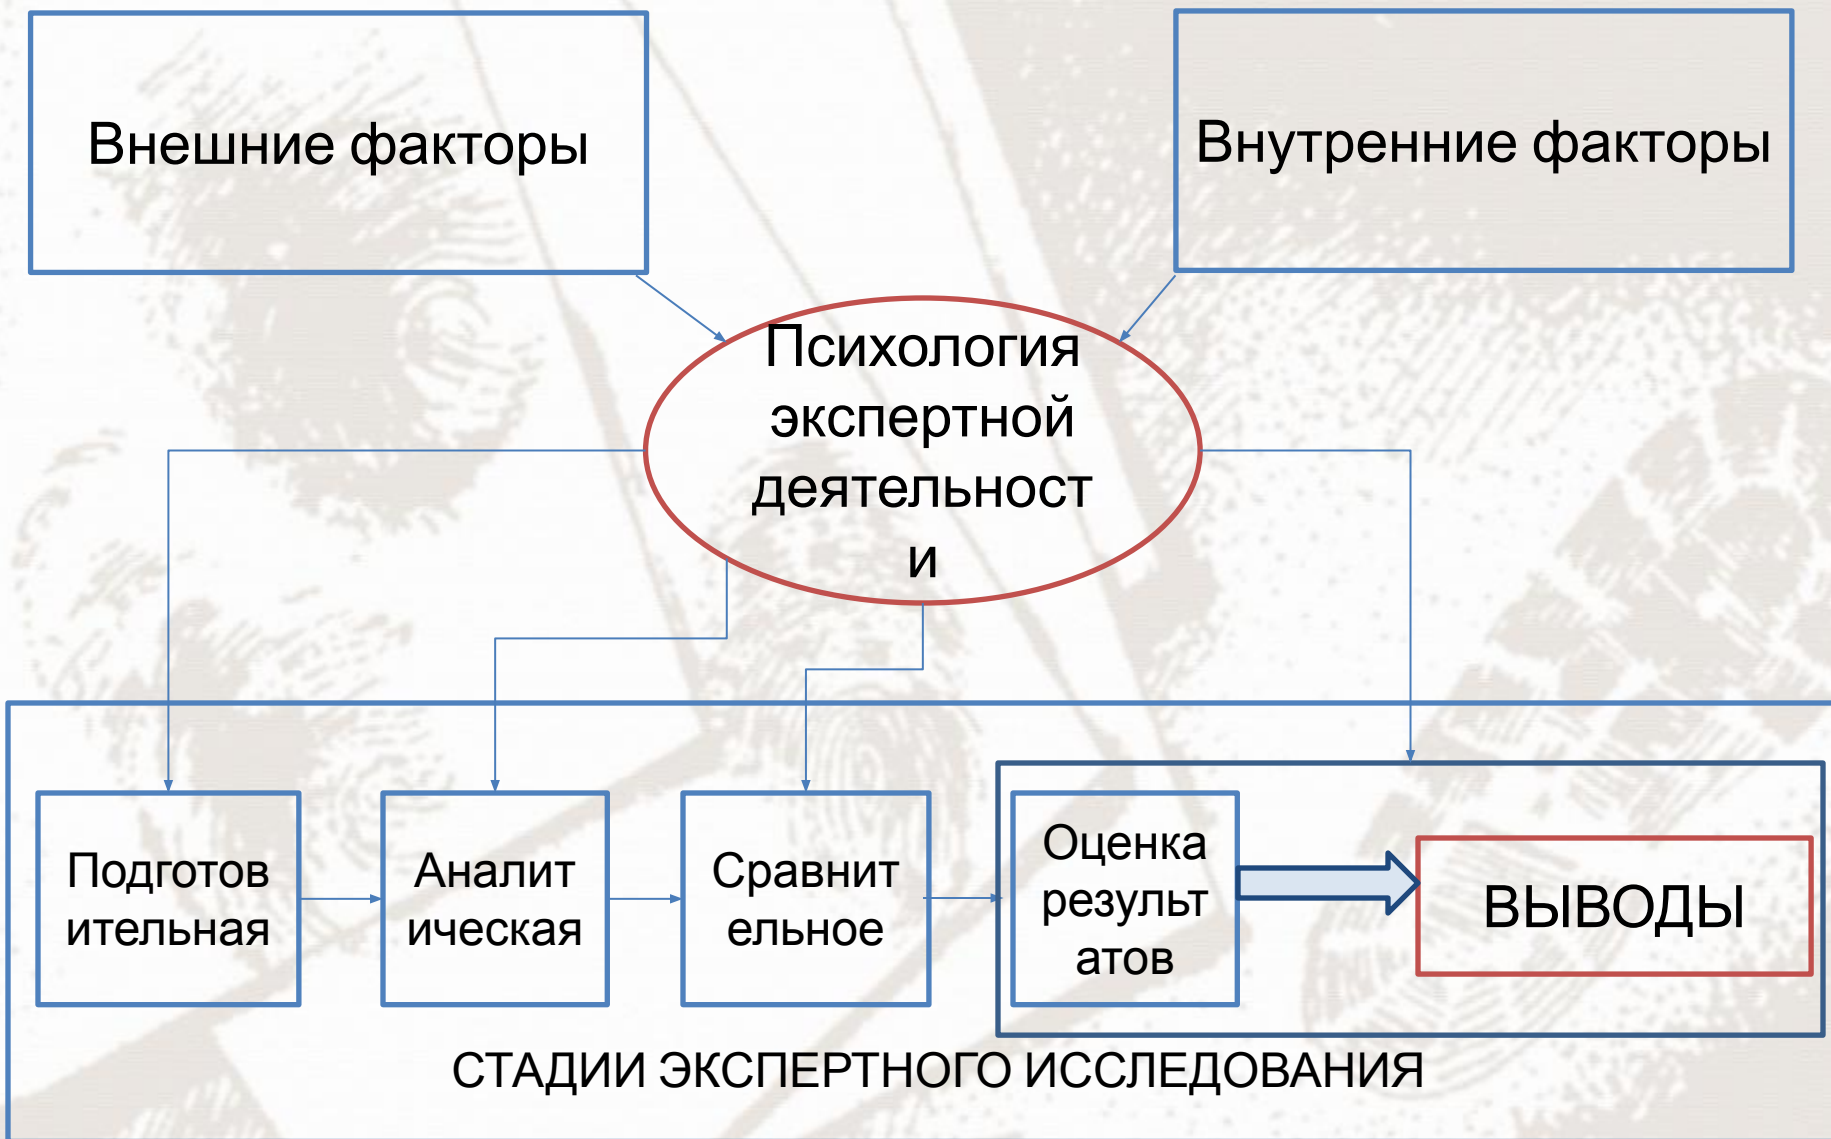 Внешние факторы
Внутренние факторы
Психология
экспертной
деятельност
и
Подготов
ительная
Аналит
ическая
Сравнит
ельное
Оценка
результ
атов
ВЫВОДЫ
СТАДИИ ЭКСПЕРТНОГО ИССЛЕДОВАНИЯ